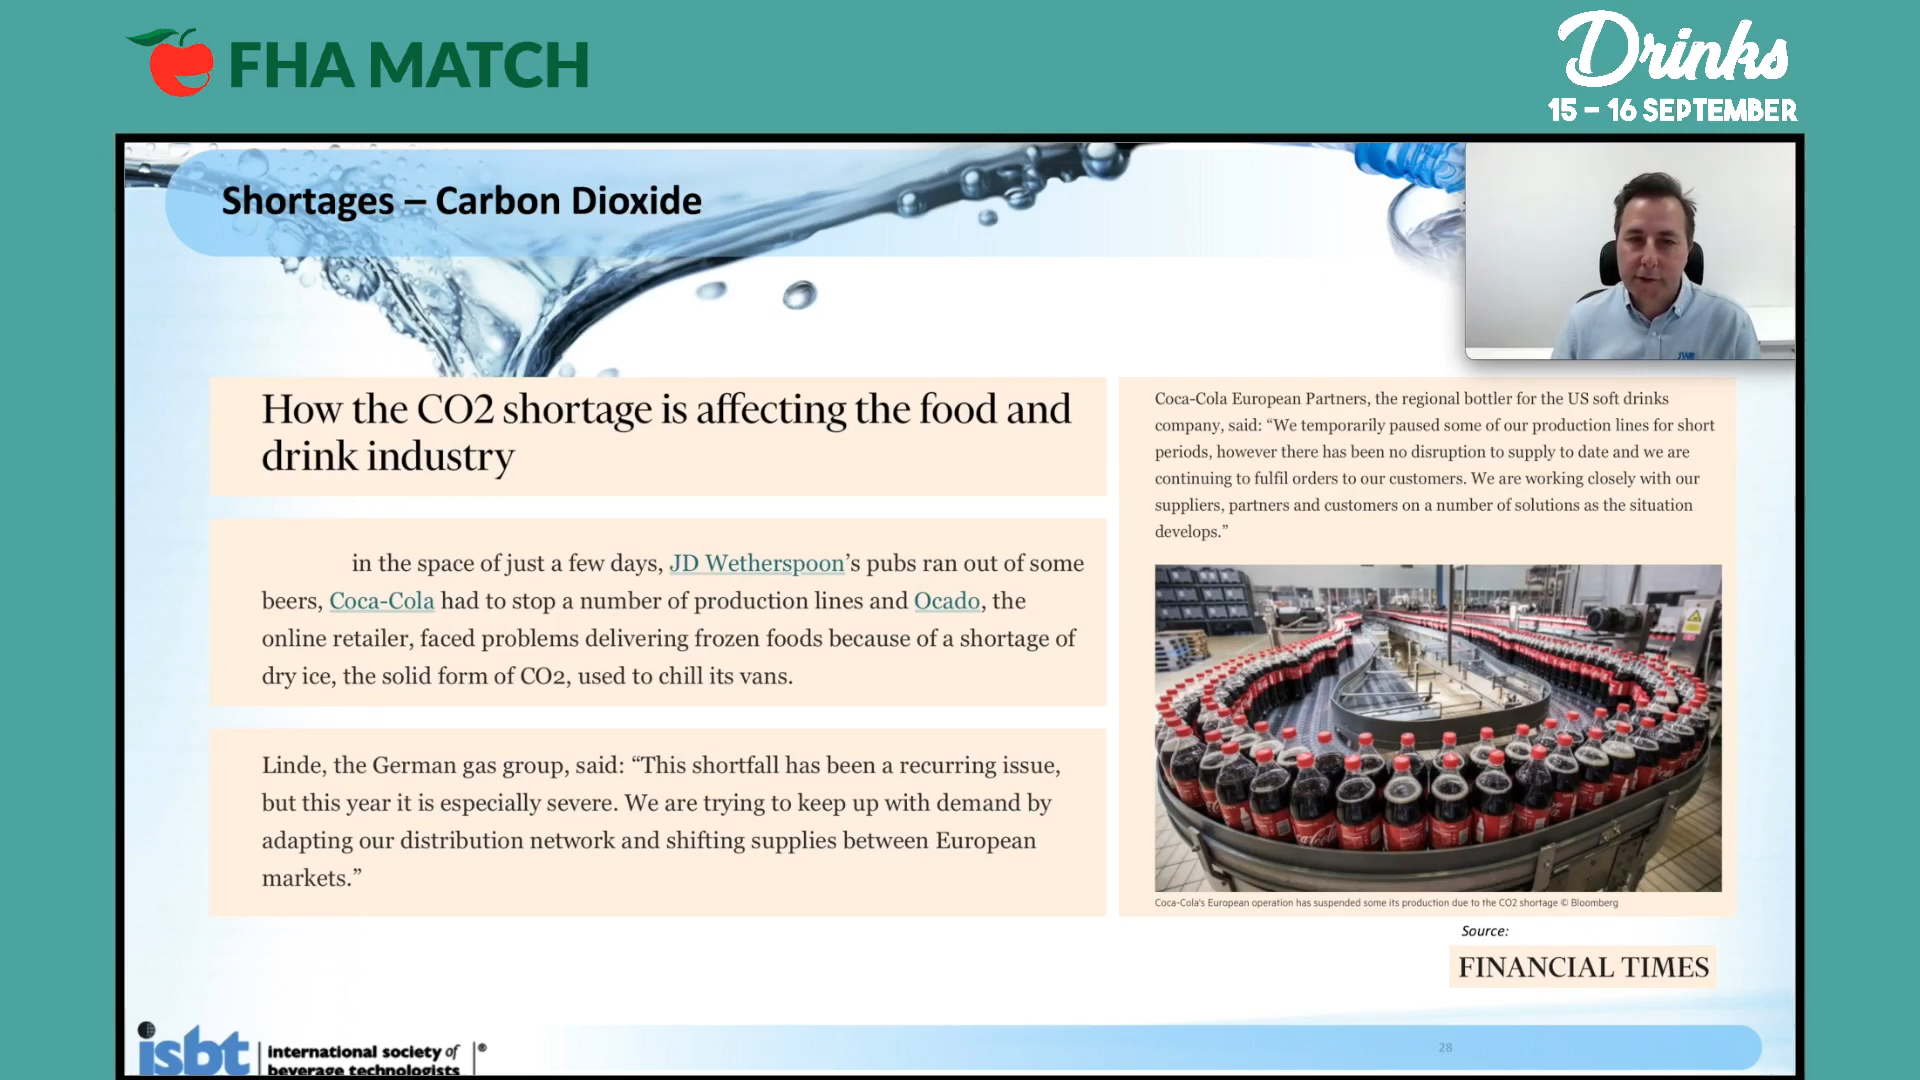 FHA MATCH
Drinks
15 – 16 SEPTEMBER
Shortages – Carbon Dioxide
How the CO2 shortage is affecting the food and
drink industry
in the space of just a few days, JD Wetherspoon’s pubs ran out of some
beers, Coca-Cola had to stop a number of production lines and Ocado, the
online retailer, faced problems delivering frozen foods because of a shortage of
dry ice, the solid form of CO2, used to chill its vans.
Linde, the German gas group, said: “This shortfall has been a recurring issue,
but this year it is especially severe. We are trying to keep up with demand by
adapting our distribution network and shifting supplies between European
markets.”
Coca-Cola European Partners, the regional bottler for the US soft drinks
company, said: “We temporarily paused some of our production lines for short
periods, however there has been no disruption to supply to date and we are
continuing to fulfil orders to our customers. We are working closely with our
suppliers, partners and customers on a number of solutions as the situation
develops.”
Coca-Cola's European operation has suspended some its production due to the CO2 shortage © Bloomberg
Source:
FINANCIAL TIMES
isbt
international society of ®
beverage technologists
28